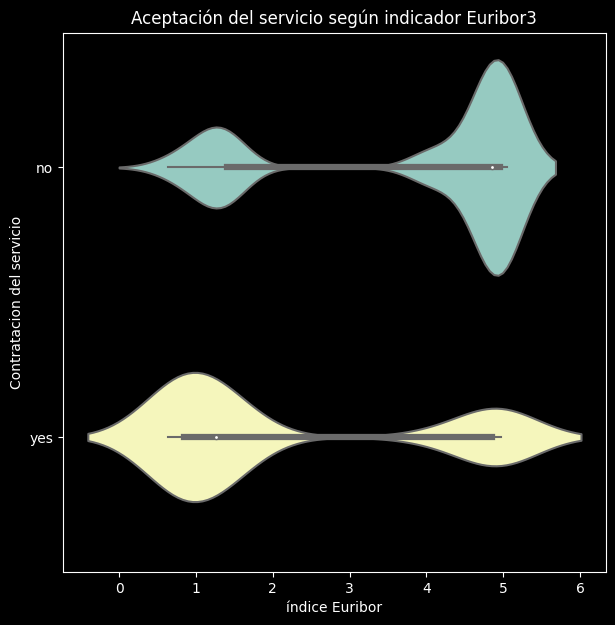 Aceptación del servicio según indicador Euribor3
Contratacion del servicio
no
yes
0 1 2 3 4 5 6
índice Euribor